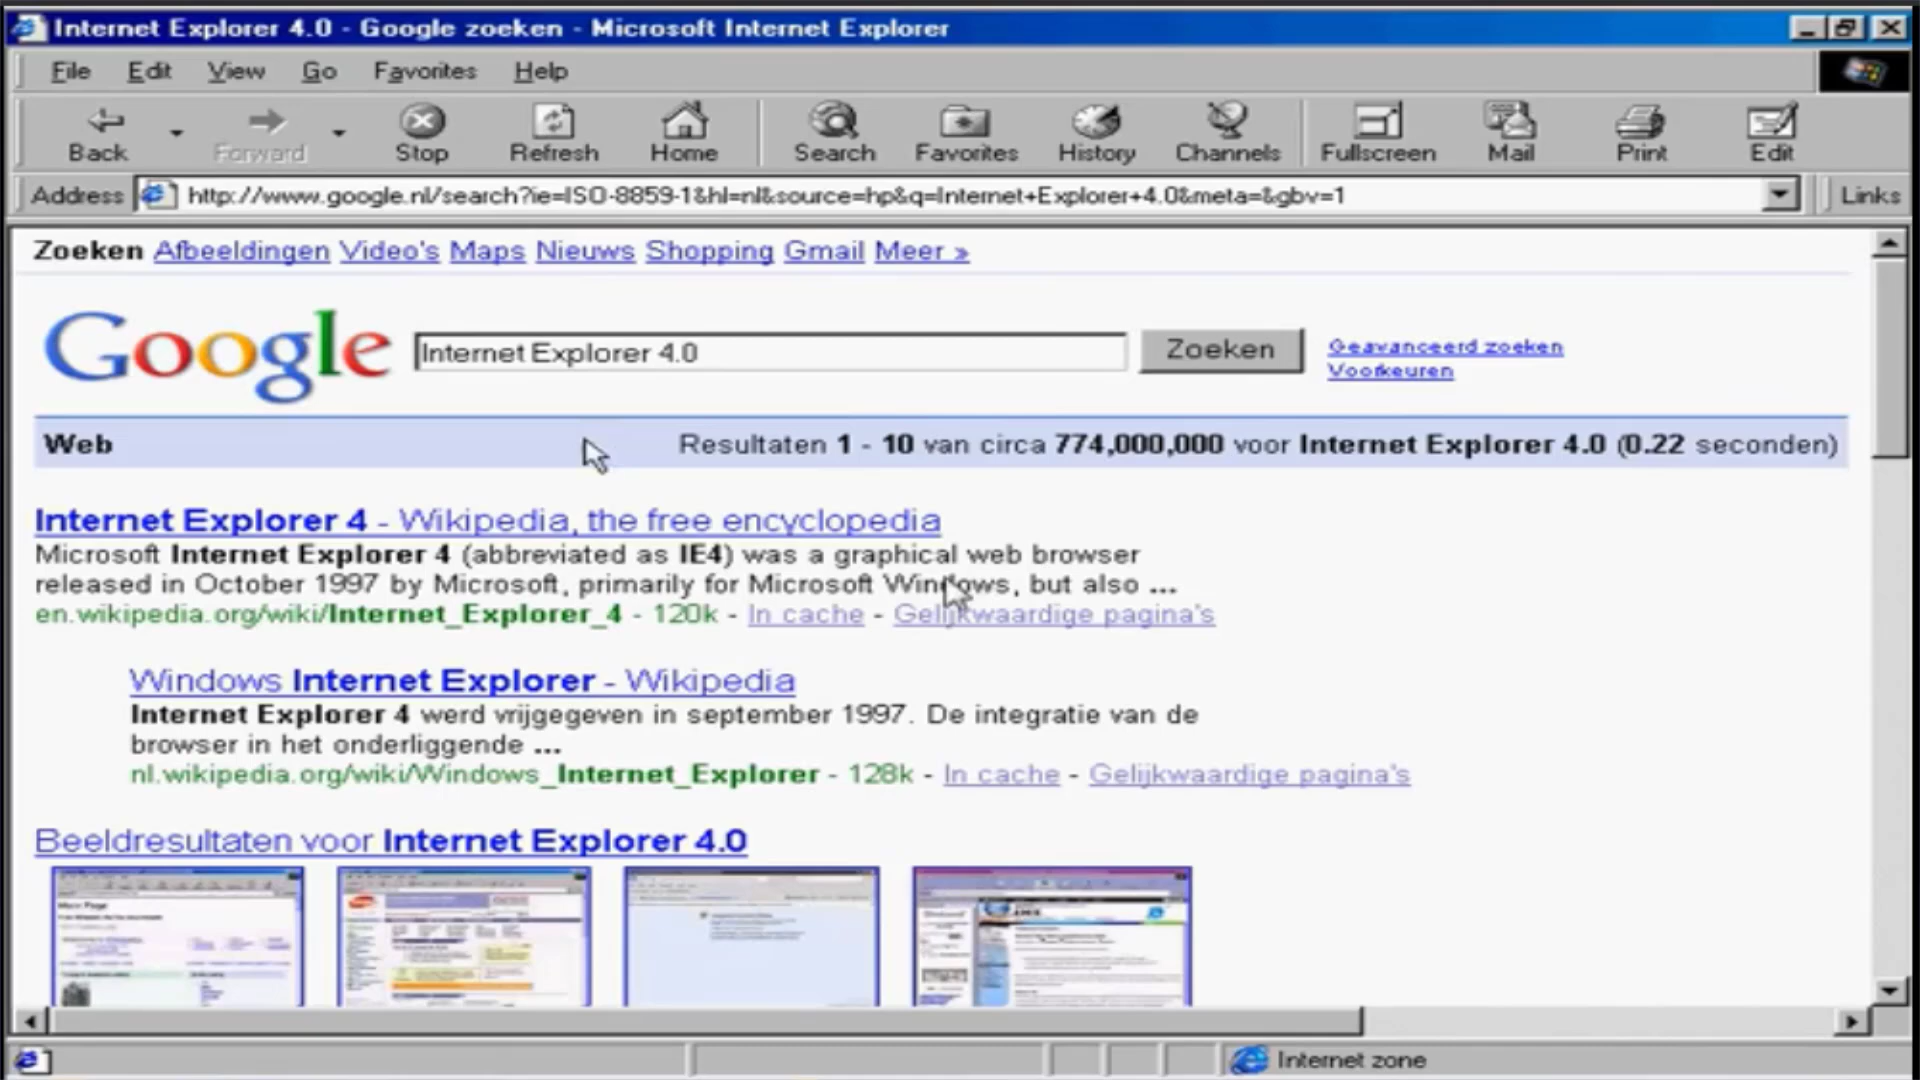 Internet Explorer 4.0 - Google zoeken - Microsoft Internet Explorer
File Edit View Go Favorites Help
Back Forward Stop Refresh Home Search Favorites History Channels Fullscreen Mail Print Edit
Address http://www.google.nl/search?ie=ISO-8859-1&hl=nl&source=hp&q=Internet+Explorer+4.0&meta=&gbv=1 Links
Zoeken Afbeeldingen Video's Maps Nieuws Shopping Gmail Meer »
Google Internet Explorer 4.0 Zoeken Geavanceerd zoeken
Voorkeuren
Web Resultaten 1 - 10 van circa 774,000,000 voor Internet Explorer 4.0 (0.22 seconden)
Internet Explorer 4 - Wikipedia, the free encyclopedia
Microsoft Internet Explorer 4 (abbreviated as IE4) was a graphical web browser
released in October 1997 by Microsoft, primarily for Microsoft Windows, but also ...
en.wikipedia.org/wiki/Internet_Explorer_4 - 120k - In cache - Gelijkwaardige pagina's
Windows Internet Explorer - Wikipedia
Internet Explorer 4 werd vrijgegeven in september 1997. De integratie van de
browser in het onderliggende ...
nl.wikipedia.org/wiki/Windows_Internet_Explorer - 128k - In cache - Gelijkwaardige pagina's
Beeldresultaten voor Internet Explorer 4.0
Main Page
Internet zone